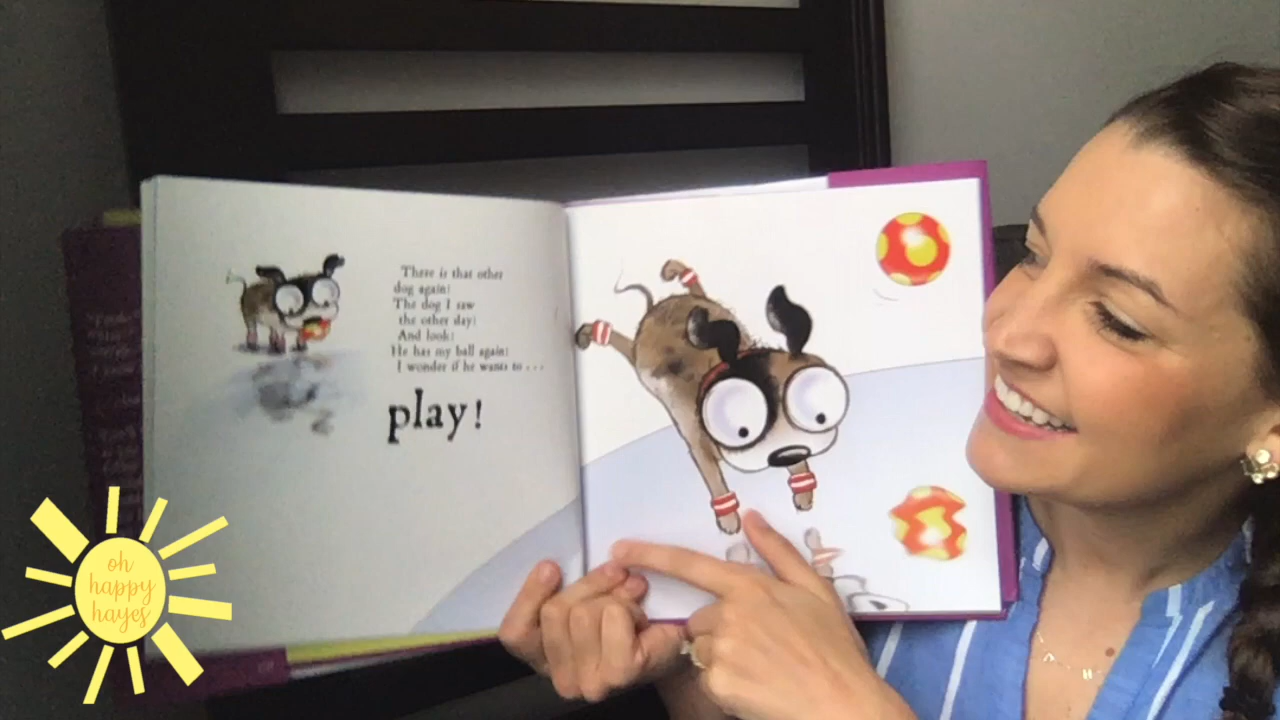 There is that other
dog again!
The dog I saw
the other day!
And look!
He has my ball again!
I wonder if he wants to . . .
play!
oh
happy
hayes